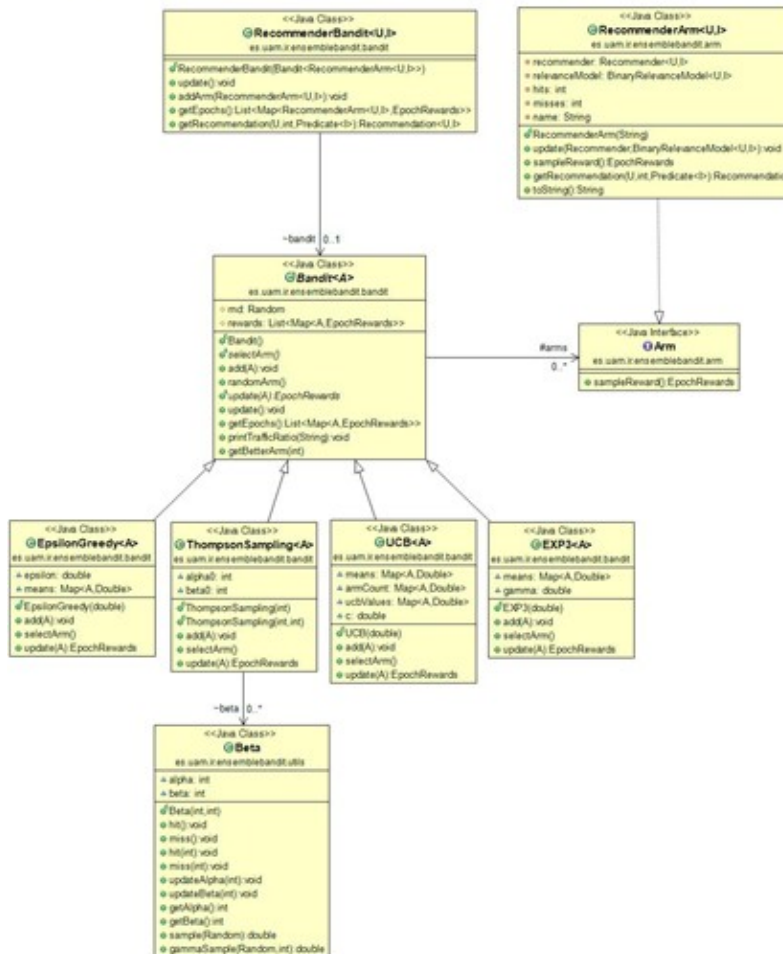 <<Java Class>>
RecommenderBandit<U,I>
es.uam.ir.ensemblebandit.bandit
RecommenderBandit(Bandit<RecommenderArm<U,I>>)
update():void
addArm(RecommenderArm<U,I>):void
getEpochs():List<Map<RecommenderArm<U,I>,EpochRewards>>
getRecommendation(U,int,Predicate<I>):Recommendation<U,I>
<<Java Class>>
RecommenderArm<U,I>
es.uam.ir.ensemblebandit.arm
recommender: Recommender<U,I>
relevanceModel: BinaryRelevanceModel<U,I>
hits: int
misses: int
name: String
RecommenderArm(String)
update(Recommender,BinaryRelevanceModel<U,I>):void
sampleReward():EpochRewards
getRecommendation(U,int,Predicate<I>):Recommendatio
toString():String
~bandit 0..1
<<Java Class>>
Bandit<A>
es.uam.ir.ensemblebandit.bandit
rnd: Random
rewards: List<Map<A,EpochRewards>>
Bandit()
selectArm()
add(A):void
randomArm()
update(A):EpochRewards
update():void
getEpochs():List<Map<A,EpochRewards>>
printTrafficRatio(String):void
getBetterArm(int)
#arms
0..*
<<Java Interface>>
Arm
es.uam.ir.ensemblebandit.arm
sampleReward():EpochRewards
<<Java Class>>
EpsilonGreedy<A>
es.uam.ir.ensemblebandit.bandit
epsilon: double
means: Map<A,Double>
EpsilonGreedy(double)
add(A):void
selectArm()
update(A):EpochRewards
<<Java Class>>
ThompsonSampling<A>
es.uam.ir.ensemblebandit.bandit
alpha0: int
beta0: int
ThompsonSampling(int)
ThompsonSampling(int,int)
add(A):void
selectArm()
update(A):EpochRewards
<<Java Class>>
UCB<A>
es.uam.ir.ensemblebandit.bandit
means: Map<A,Double>
armCount: Map<A,Double>
ucbValues: Map<A,Double>
c: double
UCB(double)
add(A):void
selectArm()
update(A):EpochRewards
<<Java Class>>
EXP3<A>
es.uam.ir.ensemblebandit.bandit
means: Map<A,Double>
gamma: double
EXP3(double)
add(A):void
selectArm()
update(A):EpochRewards
~beta 0..*
<<Java Class>>
Beta
es.uam.ir.ensemblebandit.utils
alpha: int
beta: int
Beta(int,int)
hit():void
miss():void
hit(int):void
miss(int):void
updateAlpha(int):void
updateBeta(int):void
getAlpha():int
getBeta():int
sample(Random):double
gammaSample(Random,int):double